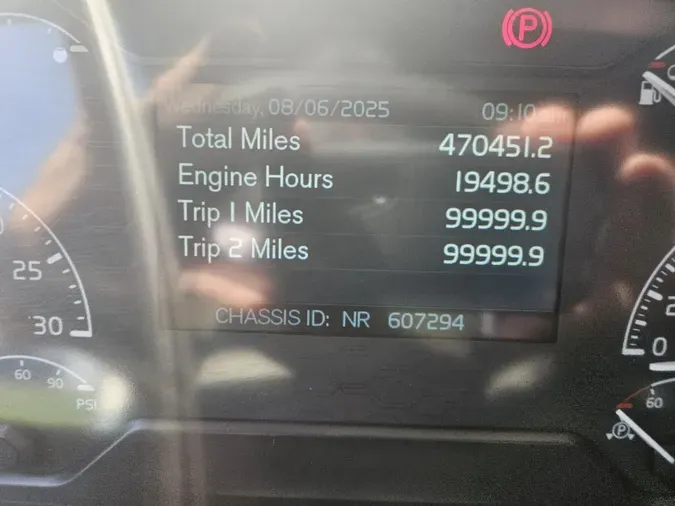 P
Wednesday, 08/06/2025 09:10
Total Miles 470451.2
Engine Hours 19498.6
Trip 1 Miles 99999.9
Trip 2 Miles 99999.9
CHASSIS ID: NR 607294
25
30
60 90
PSI
0
60
P